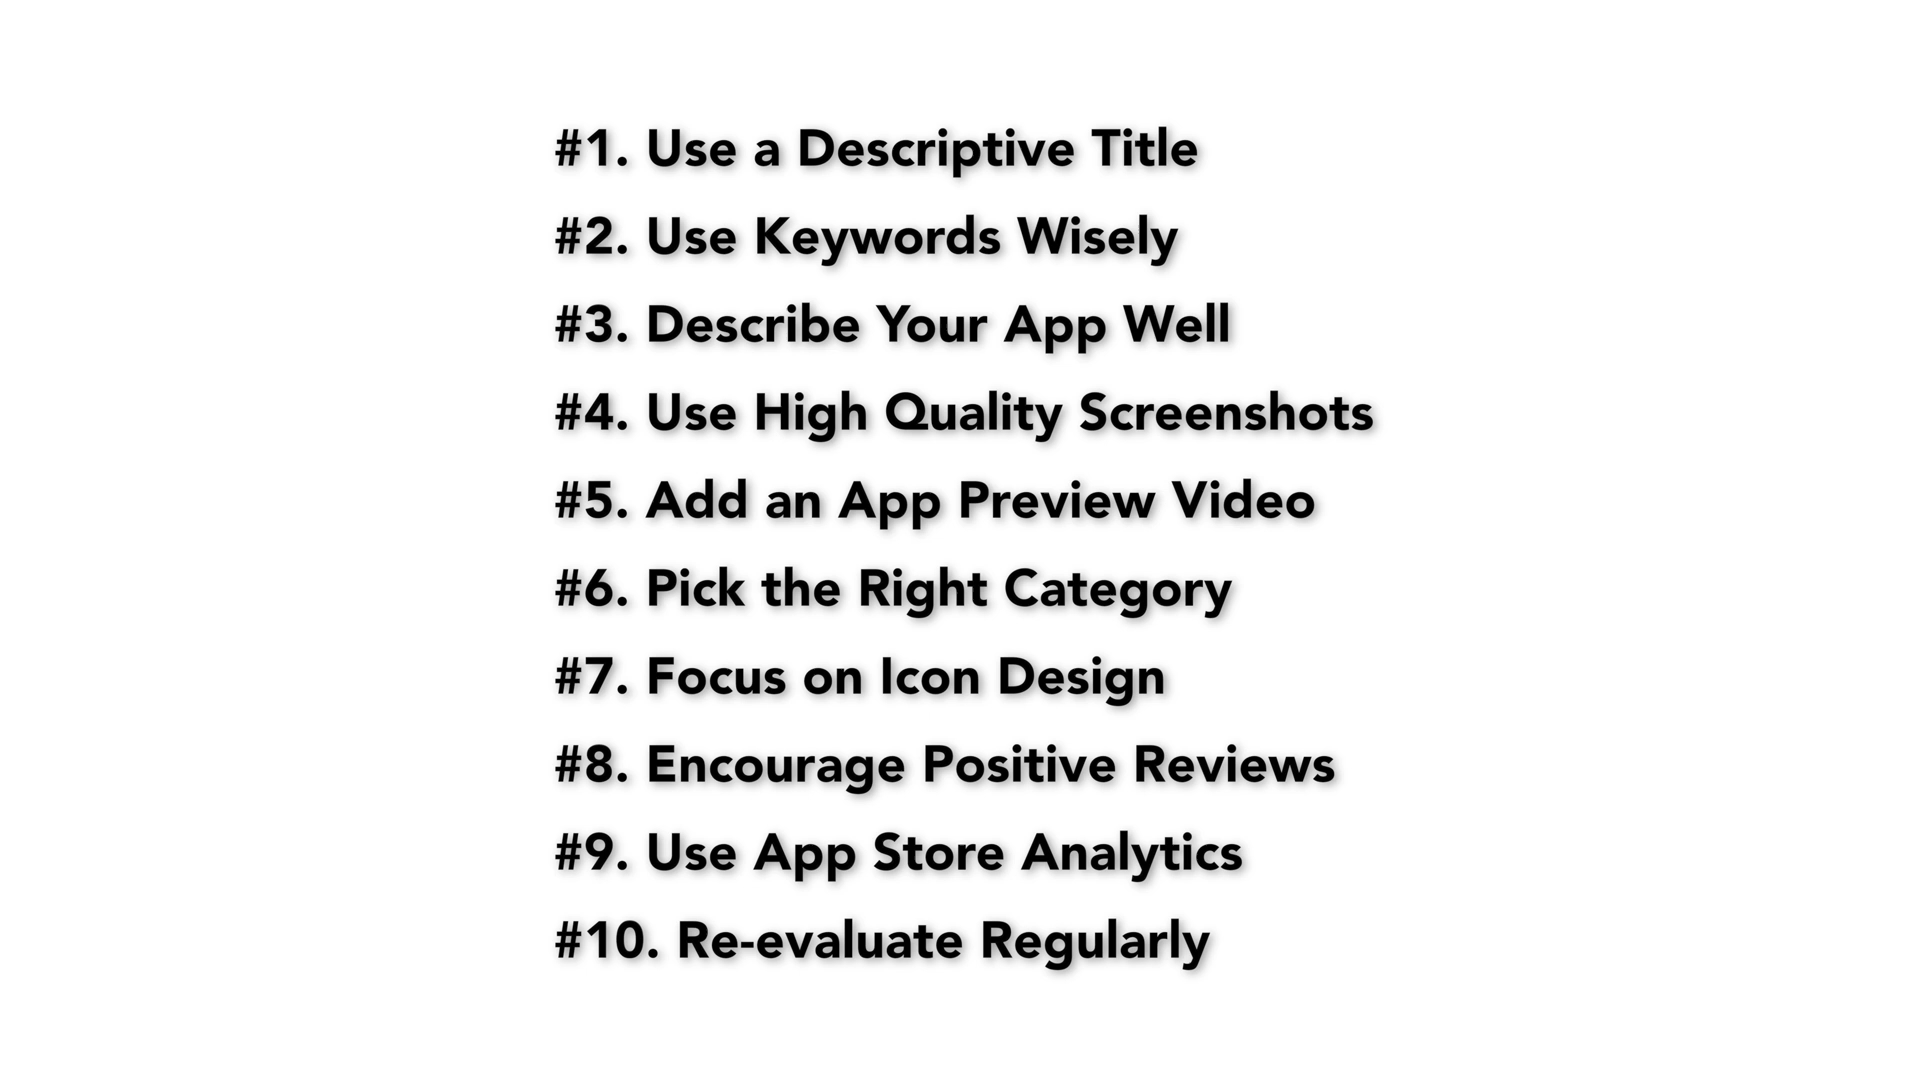 #1. Use a Descriptive Title
#2. Use Keywords Wisely
#3. Describe Your App Well
#4. Use High Quality Screenshots
#5. Add an App Preview Video
#6. Pick the Right Category
#7. Focus on Icon Design
#8. Encourage Positive Reviews
#9. Use App Store Analytics
#10. Re-evaluate Regularly